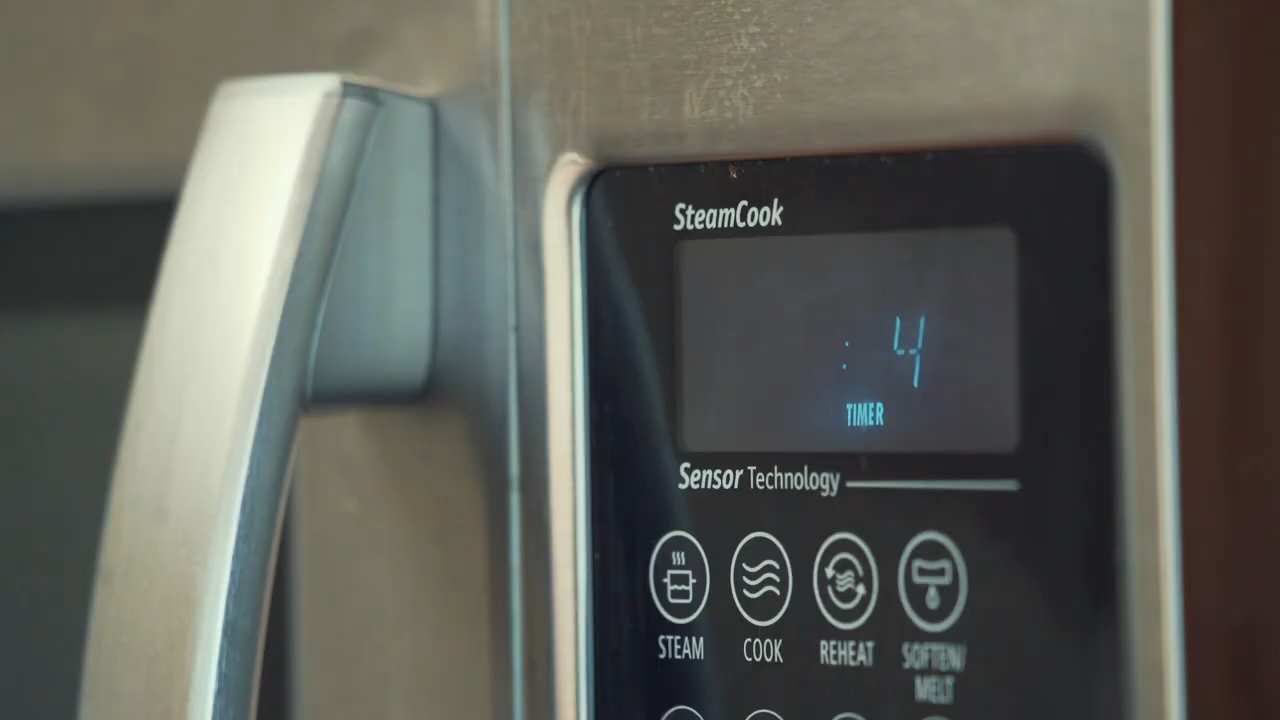 SteamCook
: 4
TIMER
Sensor Technology
STEAM COOK REHEAT SOFTEN/
MELT